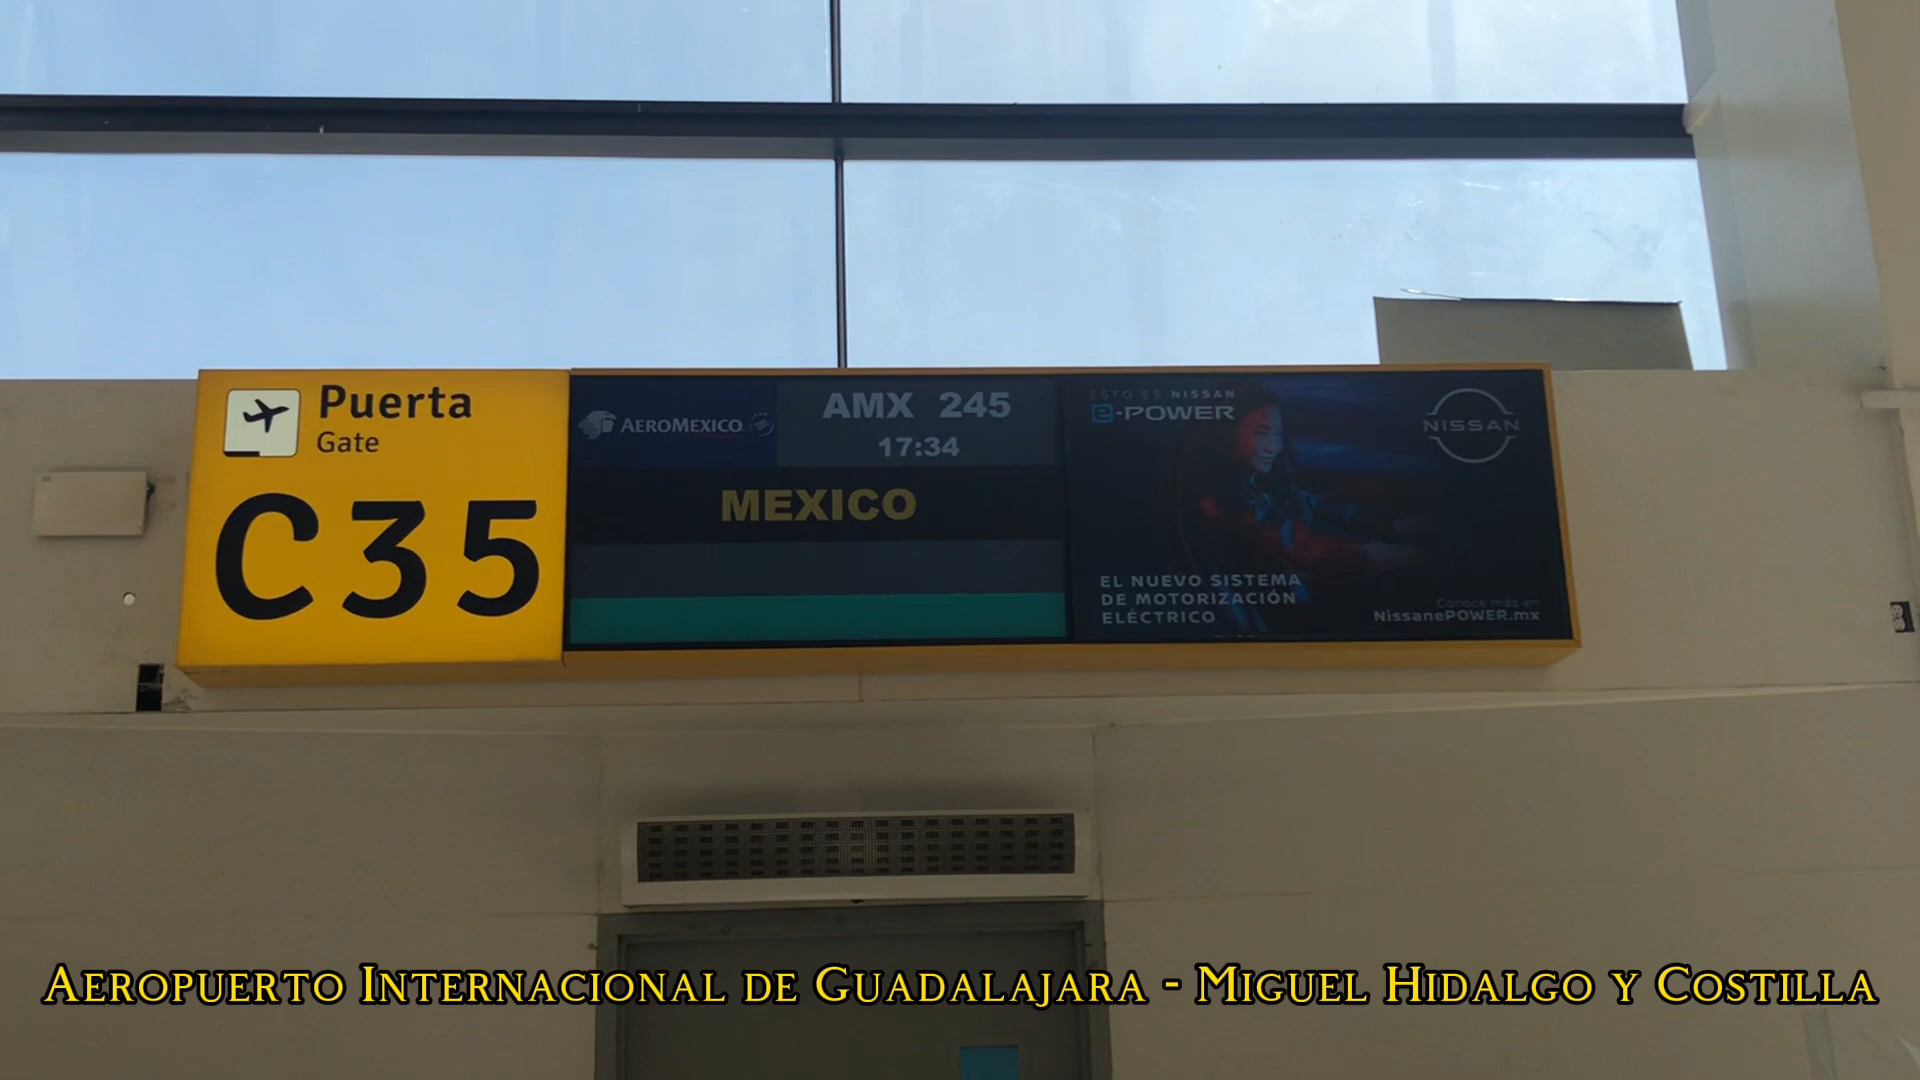 Puerta
Gate
C35
AEROMEXICO
AMX 245
17:34
MEXICO
ESTO ES NISSAN
e-POWER
NISSAN
EL NUEVO SISTEMA
DE MOTORIZACIÓN
ELÉCTRICO
Conoce más en
NissanePOWER.mx
AEROPUERTO INTERNACIONAL DE GUADALAJARA - MIGUEL HIDALGO Y COSTILLA